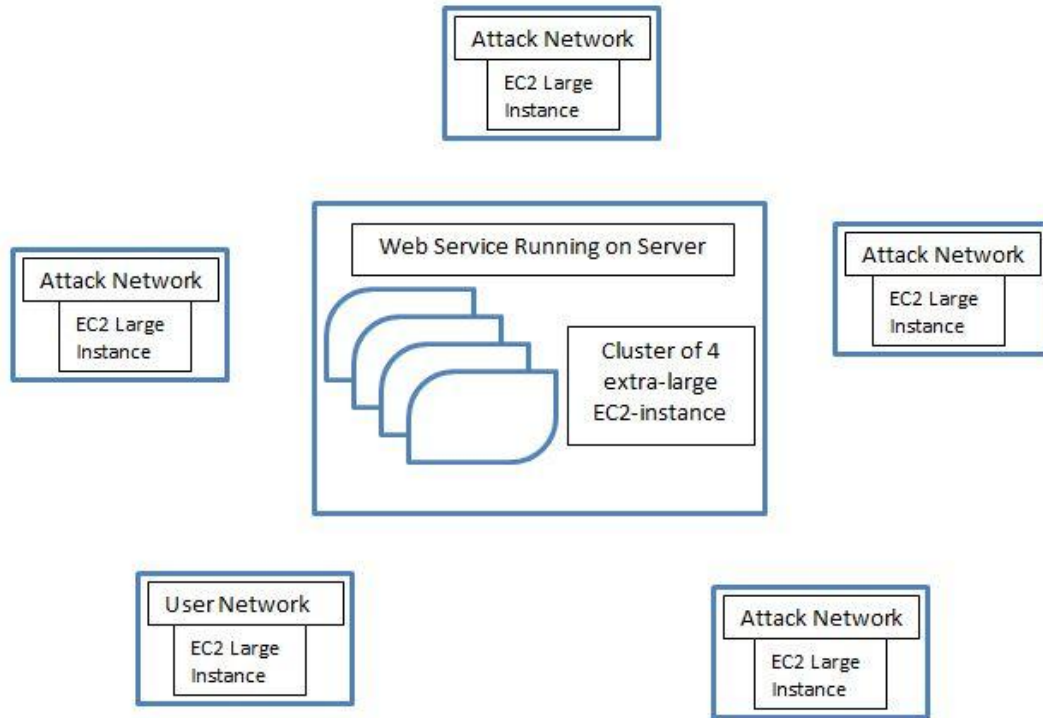 Attack Network
EC2 Large
Instance
Web Service Running on Server
Attack Network
EC2 Large
Instance
Attack Network
EC2 Large
Instance
Cluster of 4
extra-large
EC2-instance
User Network
EC2 Large
Instance
Attack Network
EC2 Large
Instance